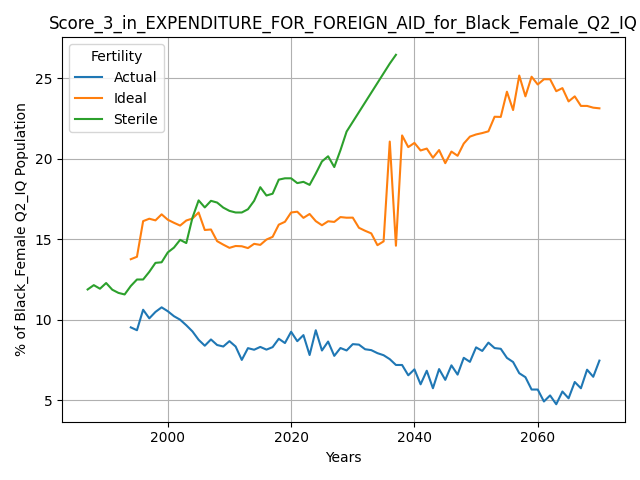 Score_3_in_EXPENDITURE_FOR_FOREIGN_AID_for_Black_Female_Q2_IQ
Fertility
Actual
Ideal
Sterile
% of Black_Female Q2_IQ Population
25
20
15
10
5
2000
2020
2040
2060
Years